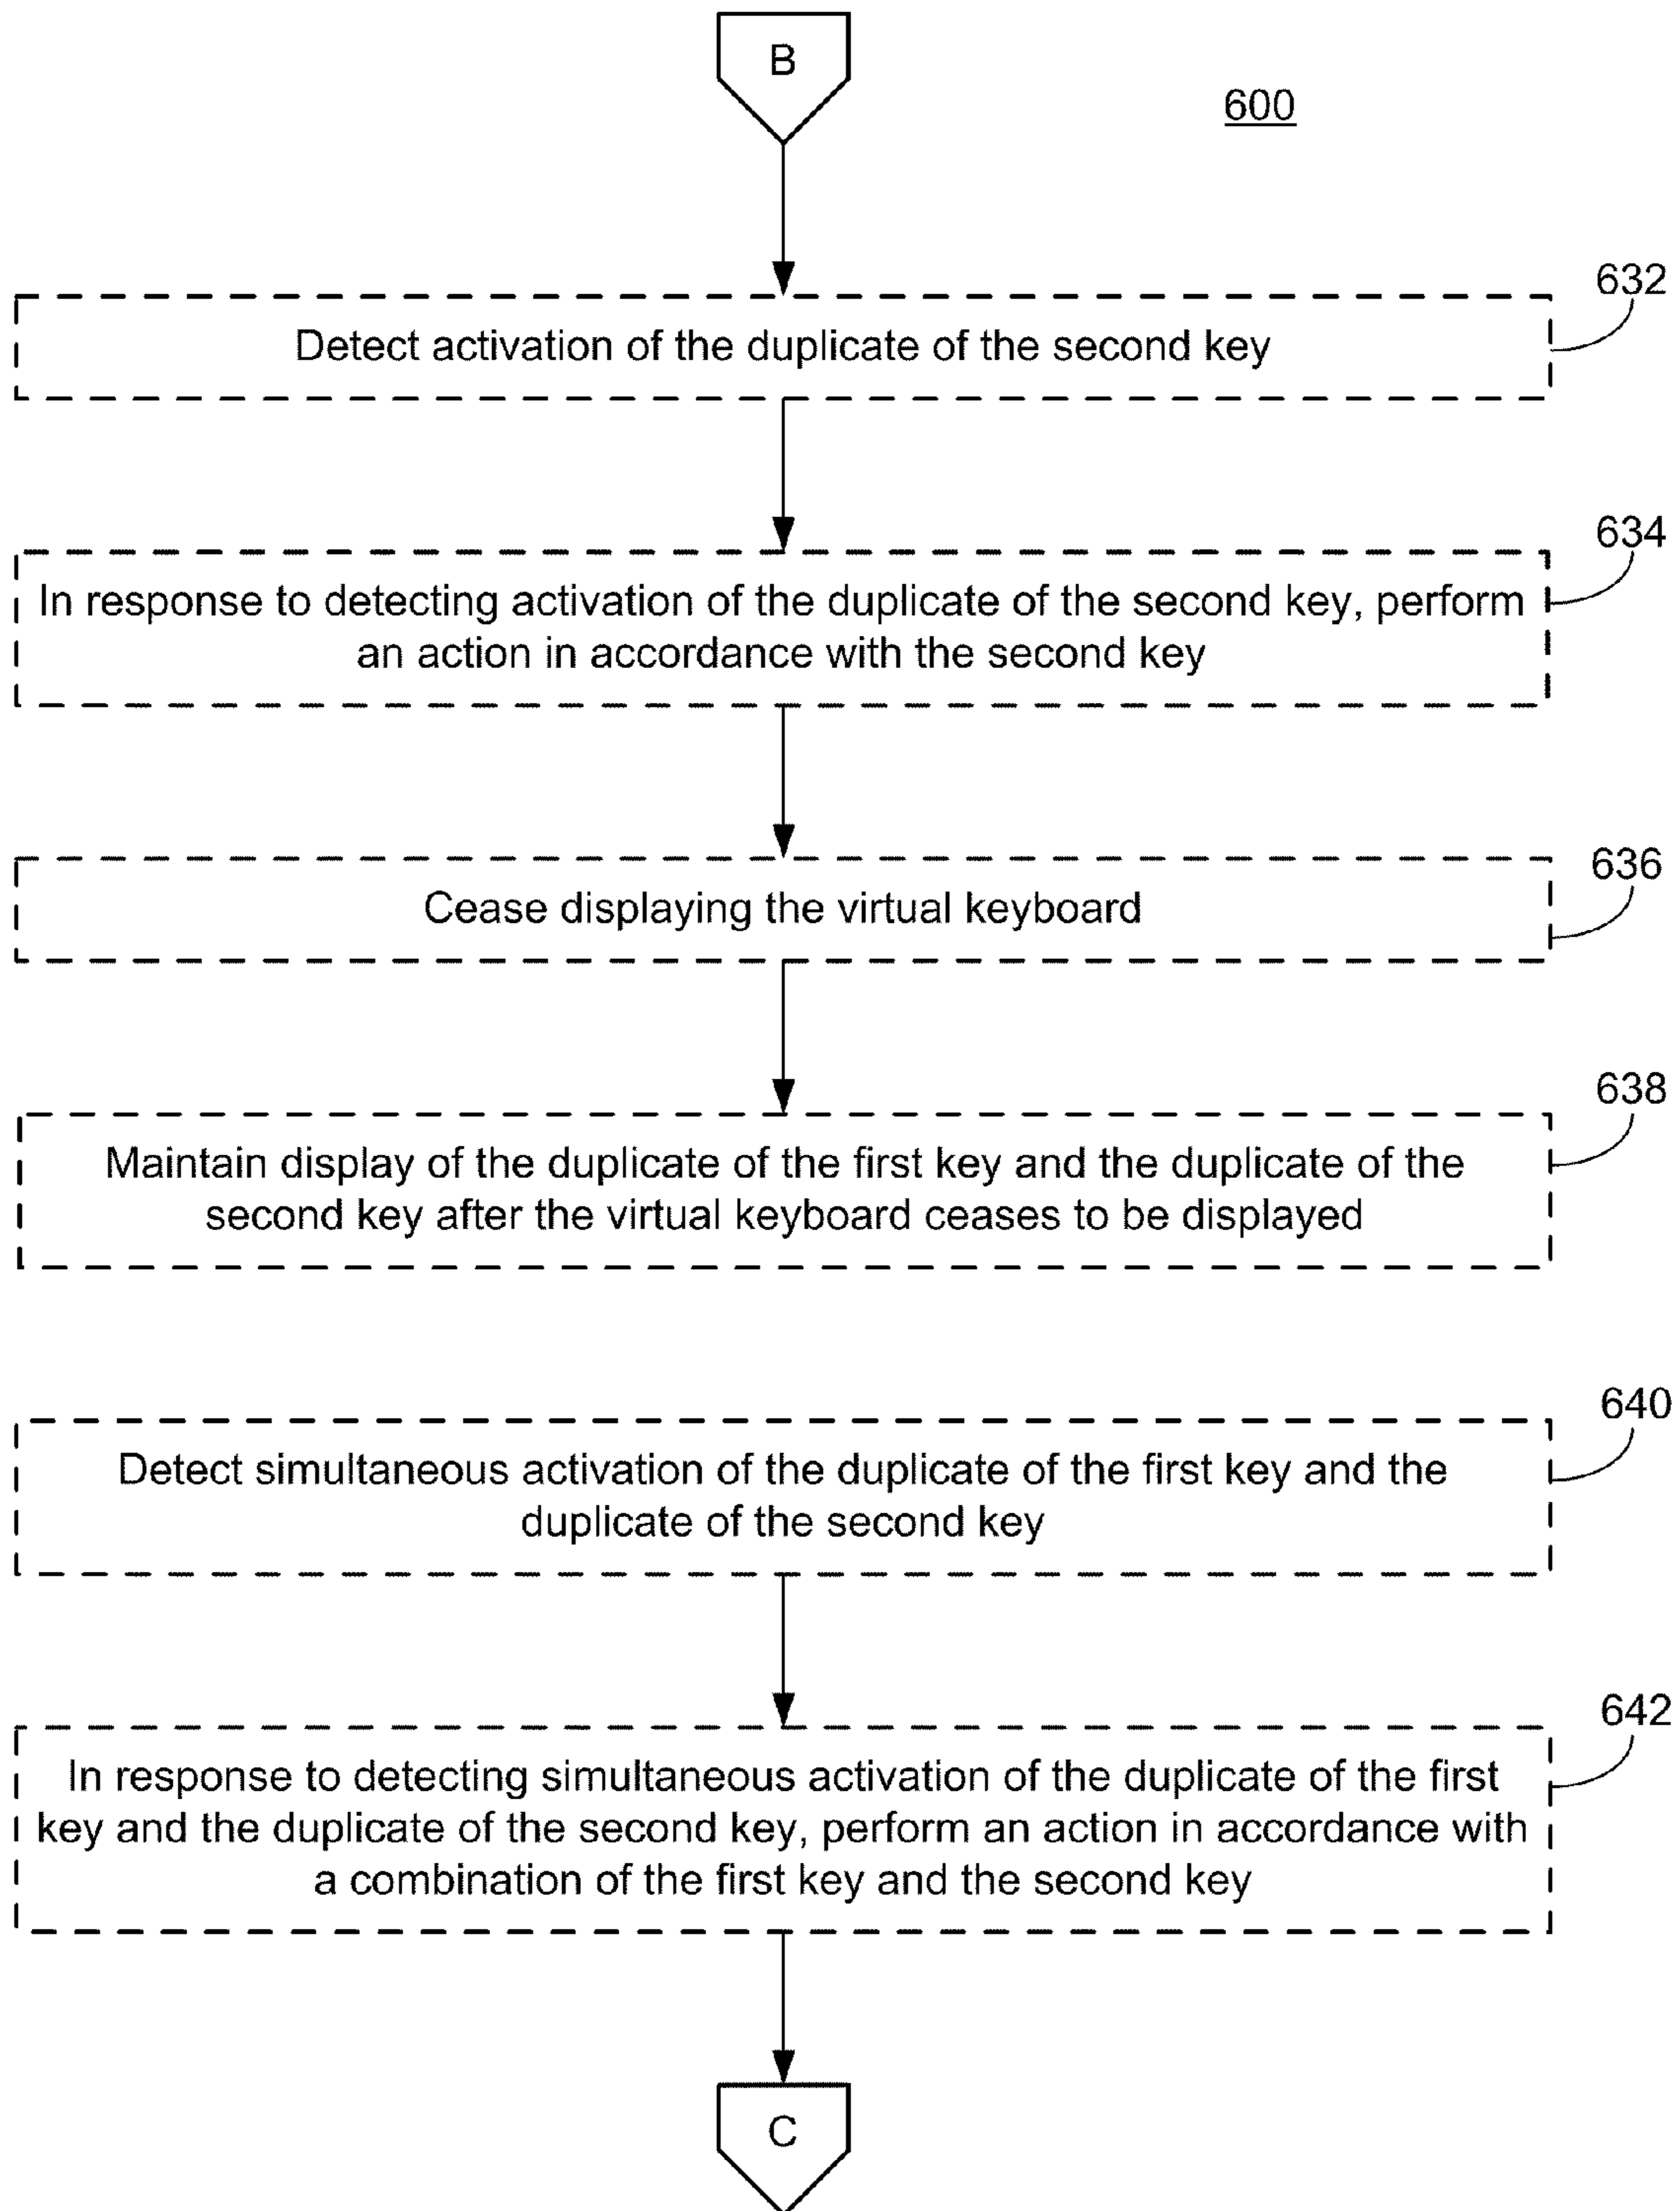 B
600
632
Detect activation of the duplicate of the second key
634
In response to detecting activation of the duplicate of the second key, perform
an action in accordance with the second key
636
Cease displaying the virtual keyboard
638
Maintain display of the duplicate of the first key and the duplicate of the
second key after the virtual keyboard ceases to be displayed
640
Detect simultaneous activation of the duplicate of the first key and the
duplicate of the second key
642
In response to detecting simultaneous activation of the duplicate of the first
key and the duplicate of the second key, perform an action in accordance with
a combination of the first key and the second key
C